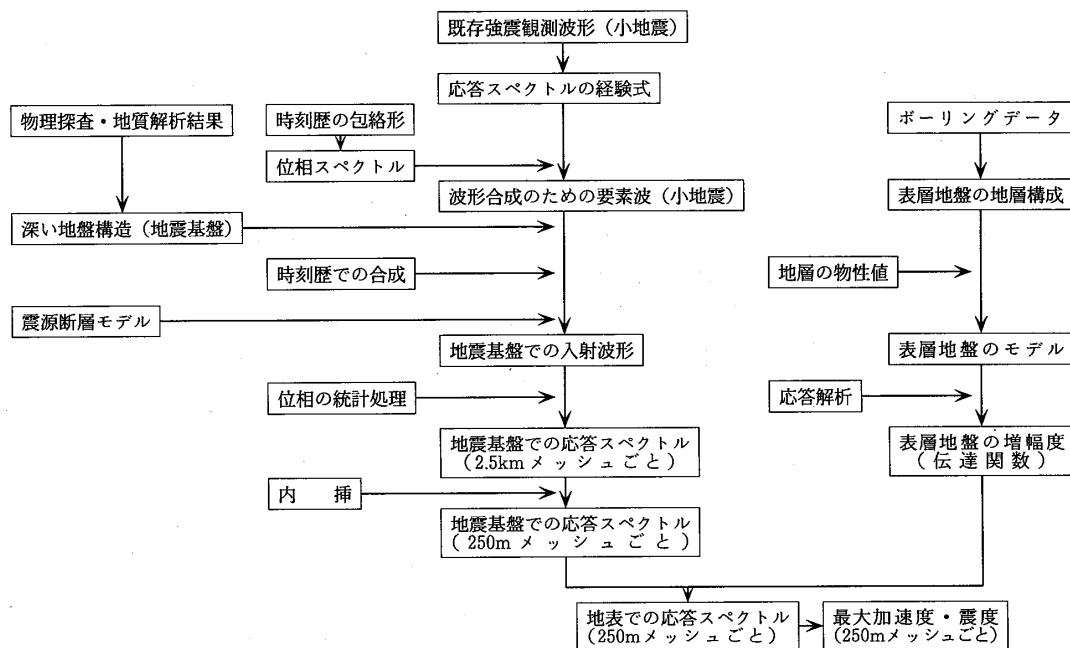 既存強震観測波形（小地震）
応答スペクトルの経験式
物理探査・地質解析結果
時刻歴の包絡形
ボーリングデータ
位相スペクトル
波形合成のための要素波（小地震）
表層地盤の地層構成
深い地盤構造（地震基盤）
時刻歴での合成
地層の物性値
震源断層モデル
地震基盤での入射波形
表層地盤のモデル
位相の統計処理
応答解析
地震基盤での応答スペクトル
（2.5kmメッシュごと）
表層地盤の増幅度
（伝達関数）
内　挿
地震基盤での応答スペクトル
（250mメッシュごと）
地表での応答スペクトル
（250mメッシュごと）
最大加速度・震度
（250mメッシュごと）